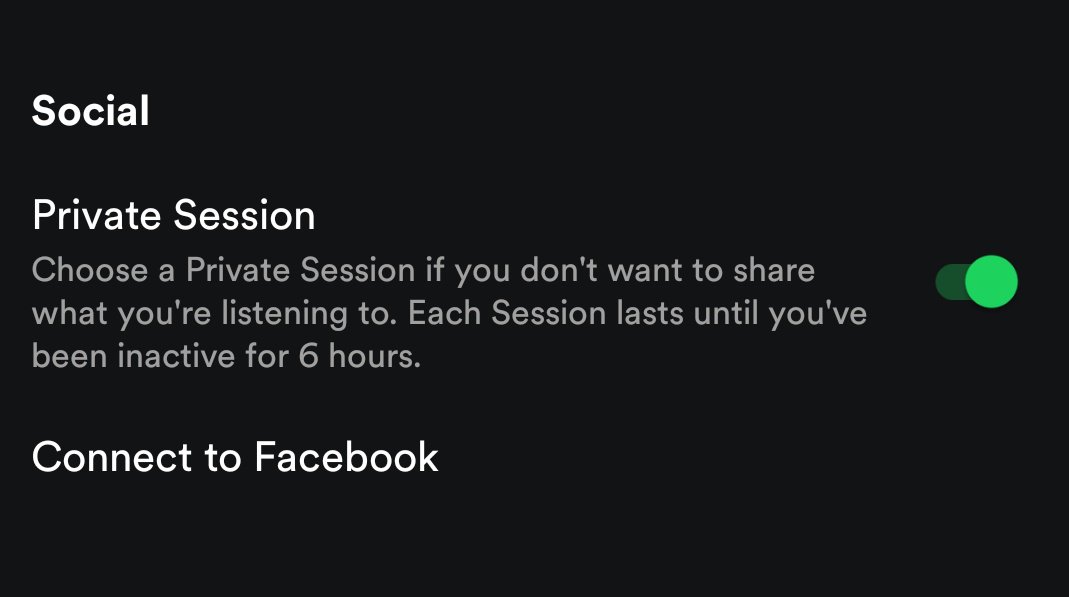 Social
Private Session
Choose a Private Session if you don't want to share
what you're listening to. Each Session lasts until you've
been inactive for 6 hours.
Connect to Facebook